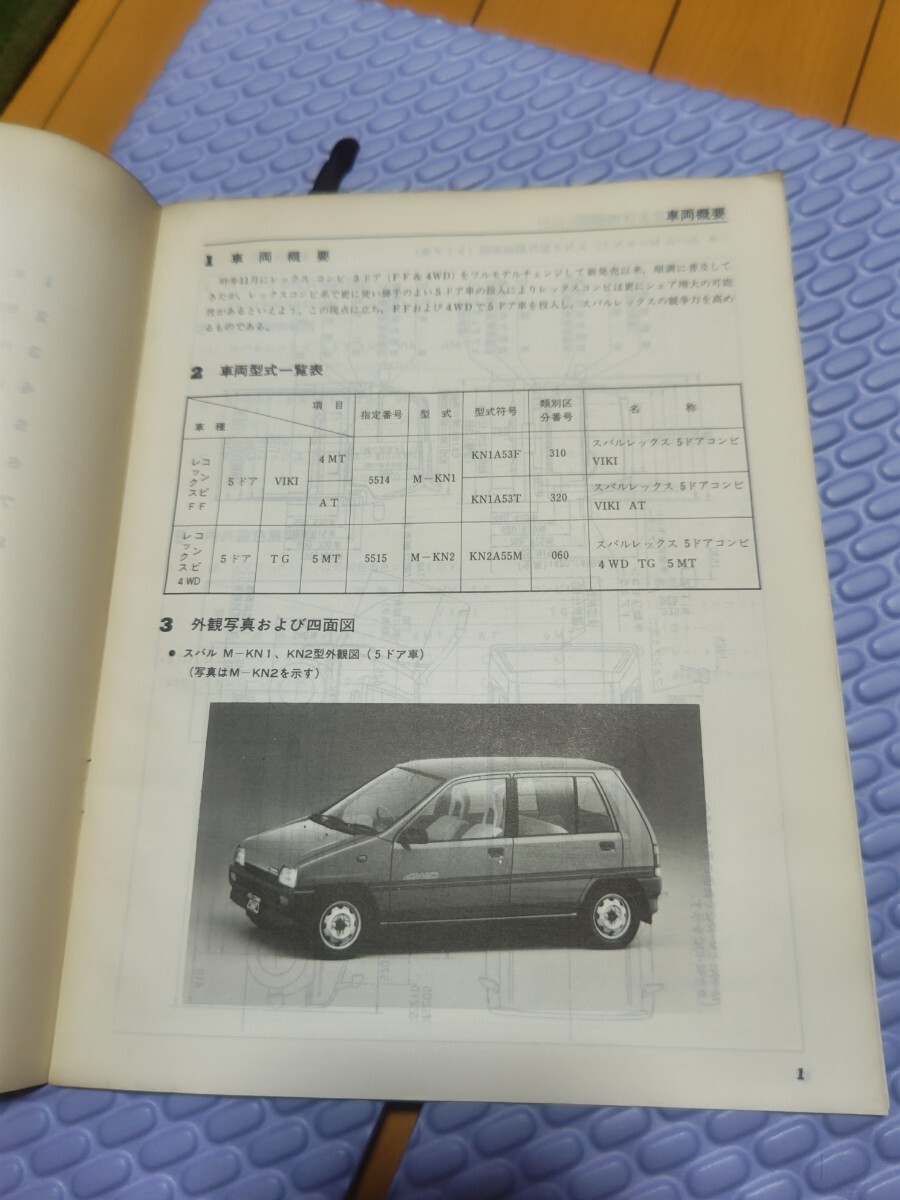 車両概要
1 車両概要
年11月にレックス コンビ 3ドア（FF & 4WD）をフルモデルチェンジして新発売以来，順調に普及して
きたが，レックスコンビ系で更に使い勝手のよい5ドア車の投入によりレックスコンビは更にシェア増大の可能
性があるといえよう。この視点に立ち，FFおよび4WDで5ドア車を投入し，スバルレックスの競争力を高め
るものである。
2 車両型式一覧表
項目
車種
指定番号
型式
型式符号
類別区
分番号
名称
レックス
コンビ
FF
5ドア
VIKI
4MT
AT
5514
M−KN1
KN1A53F
310
スバルレックス 5ドアコンビ
VIKI
KN1A53T
320
スバルレックス 5ドアコンビ
VIKI AT
レックス
コンビ
4WD
5ドア
TG
5MT
5515
M−KN2
KN2A55M
060
スバルレックス 5ドアコンビ
4WD TG 5MT
3 外観写真および四面図
● スバル M−KN1、KN2型外観図（5ドア車）
（写真はM−KN2を示す）
1
2
3
4
5
6
1